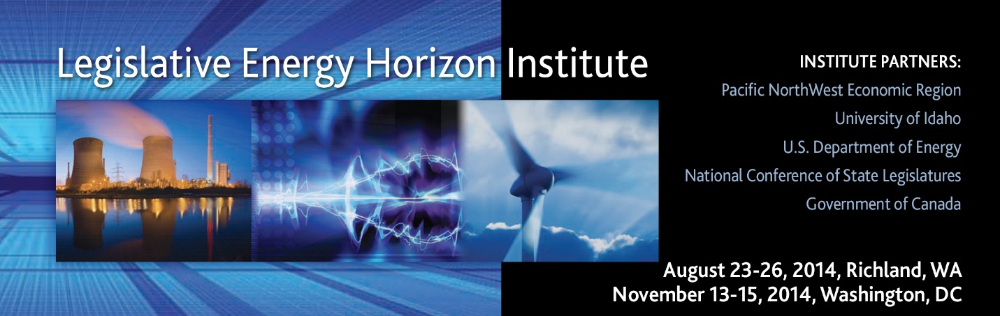 Legislative Energy Horizon Institute
INSTITUTE PARTNERS:
Pacific NorthWest Economic Region
University of Idaho
U.S. Department of Energy
National Conference of State Legislatures
Government of Canada
August 23-26, 2014, Richland, WA
November 13-15, 2014, Washington, DC